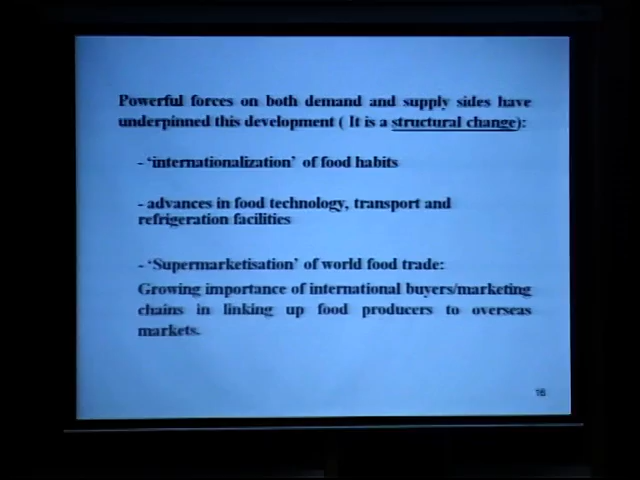 Powerful forces on both demand and supply sides have
underpinned this development ( It is a structural change):
- ‘internationalization’ of food habits
- advances in food technology, transport and
refrigeration facilities
- ‘Supermarketisation’ of world food trade:
Growing importance of international buyers/marketing
chains in linking up food producers to overseas
markets.
16